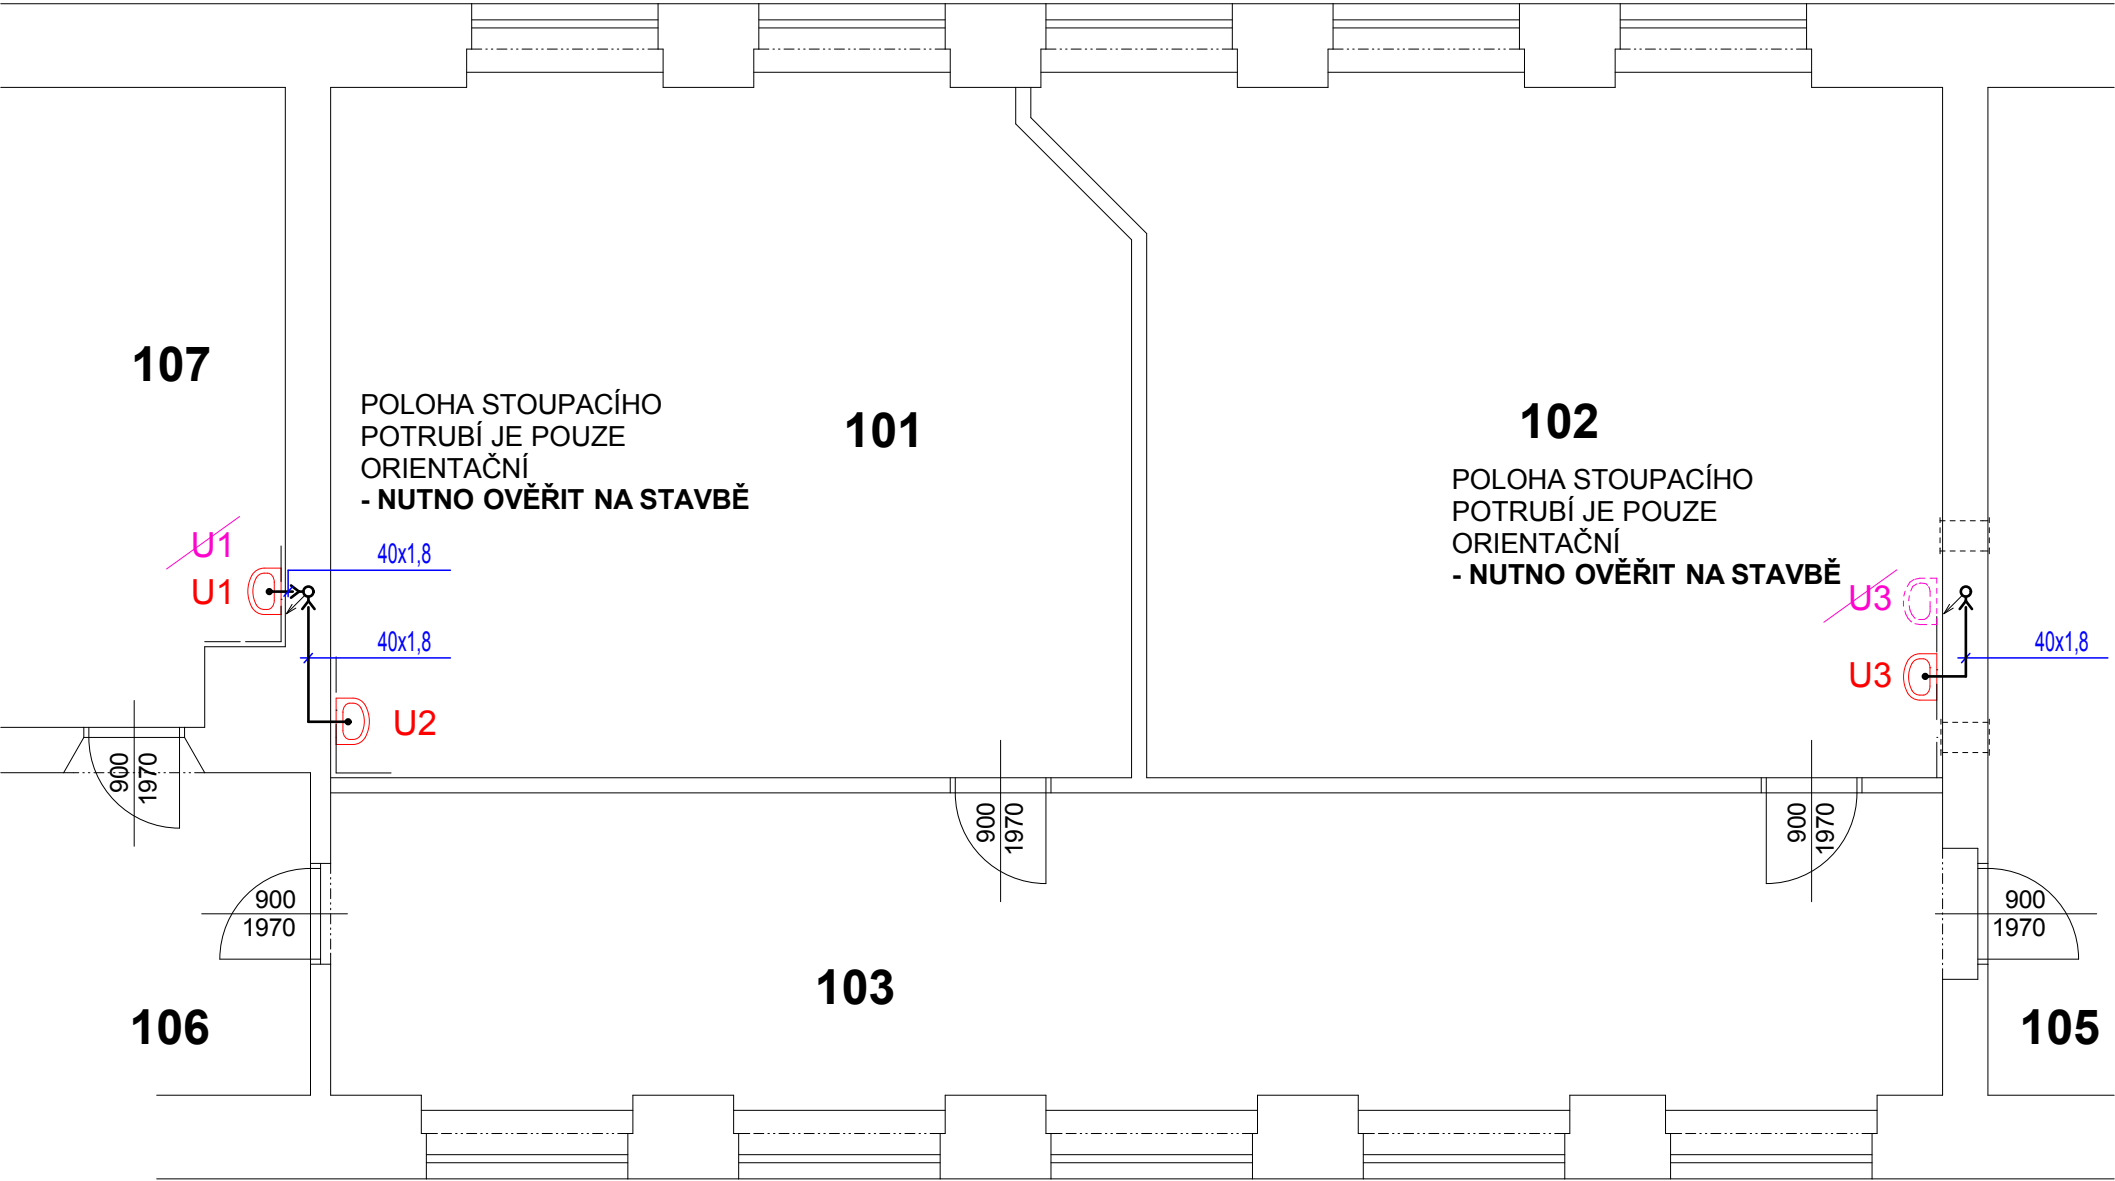 107
POLOHA STOUPACÍHO
POTRUBÍ JE POUZE
ORIENTAČNÍ
- NUTNO OVĚŘIT NA STAVBĚ
101
102
POLOHA STOUPACÍHO
POTRUBÍ JE POUZE
ORIENTAČNÍ
- NUTNO OVĚŘIT NA STAVBĚ
U1
U1
40x1,8
40x1,8
U2
U3
U3
40x1,8
900
1970
900
1970
900
1970
900
1970
900
1970
103
106
105